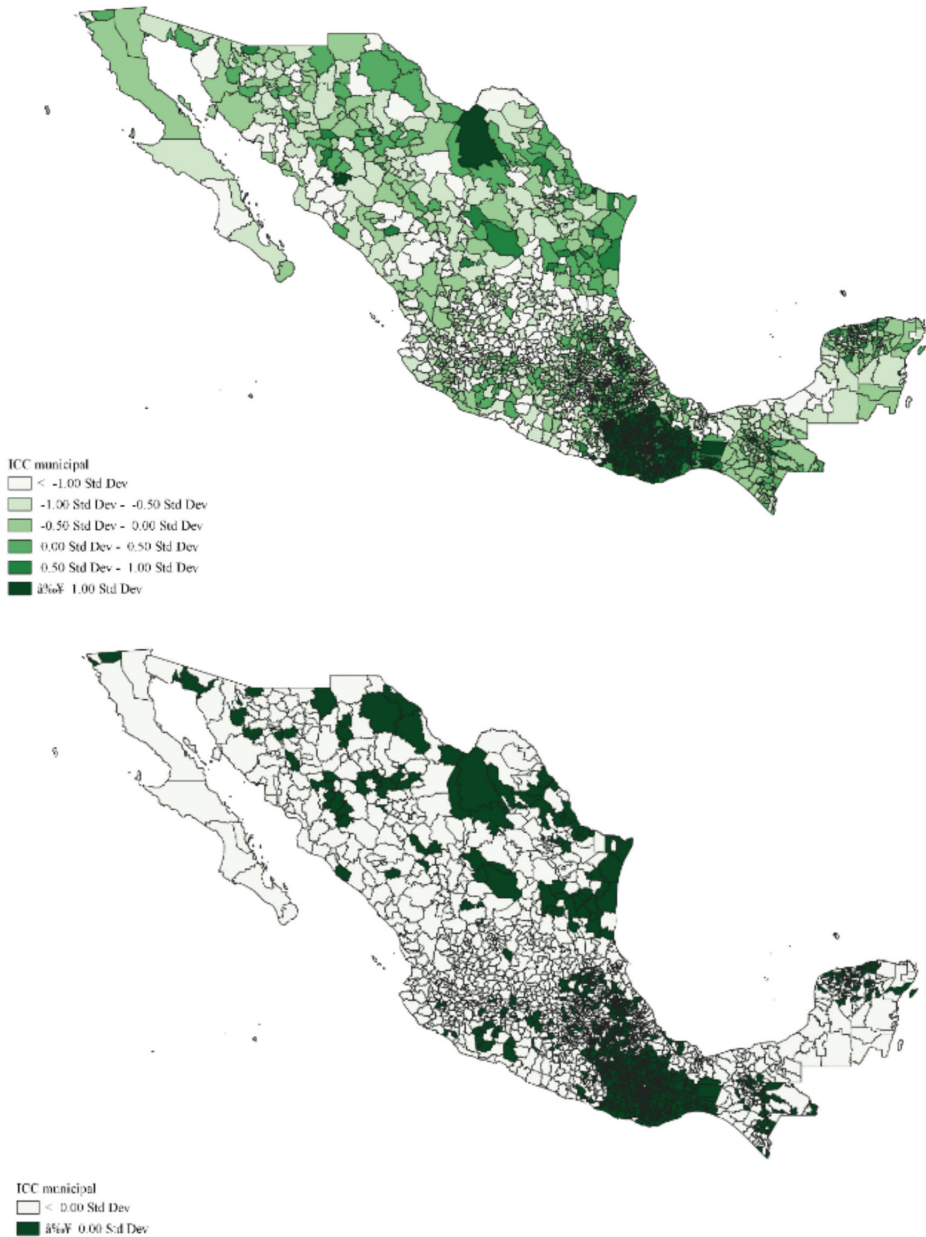 ICC municipal
< -1.00 Std Dev
-1.00 Std Dev - -0.50 Std Dev
-0.50 Std Dev - 0.00 Std Dev
0.00 Std Dev - 0.50 Std Dev
0.50 Std Dev - 1.00 Std Dev
≥ 1.00 Std Dev
ICC municipal
< 0.00 Std Dev
≥ 0.00 Std Dev